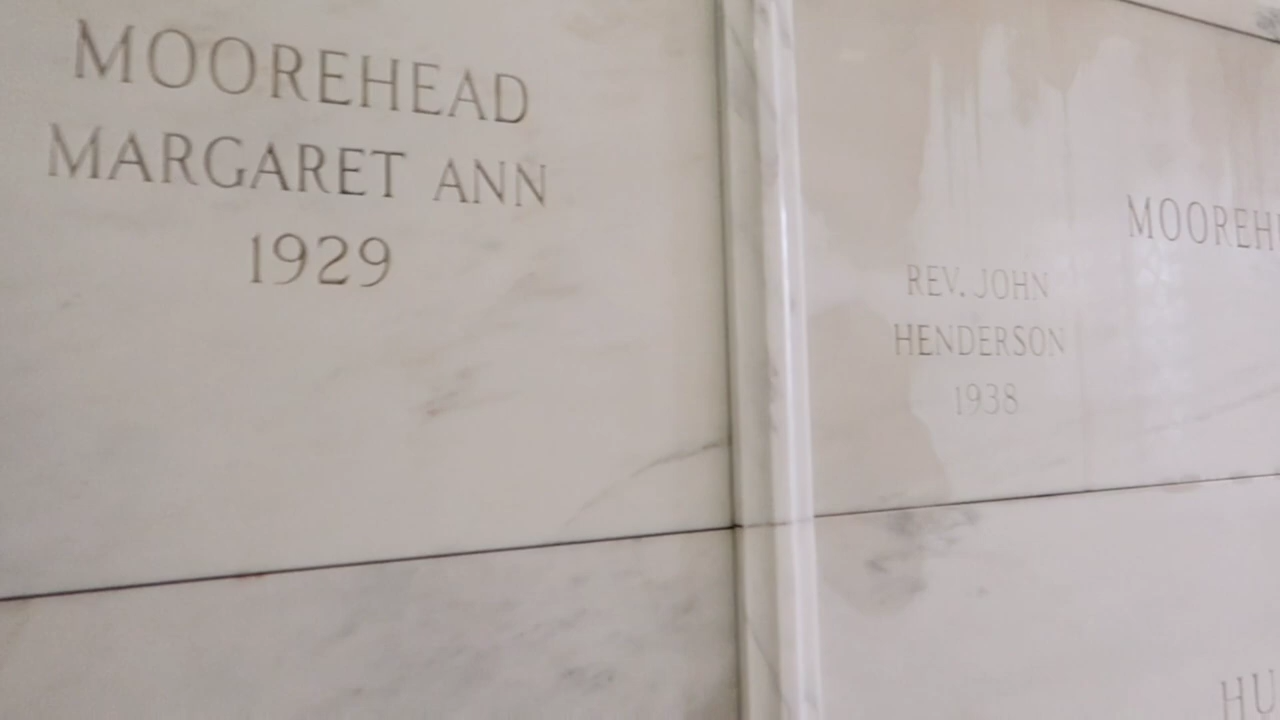 MOOREHEAD
MARGARET ANN
1929
REV. JOHN
HENDERSON
1938